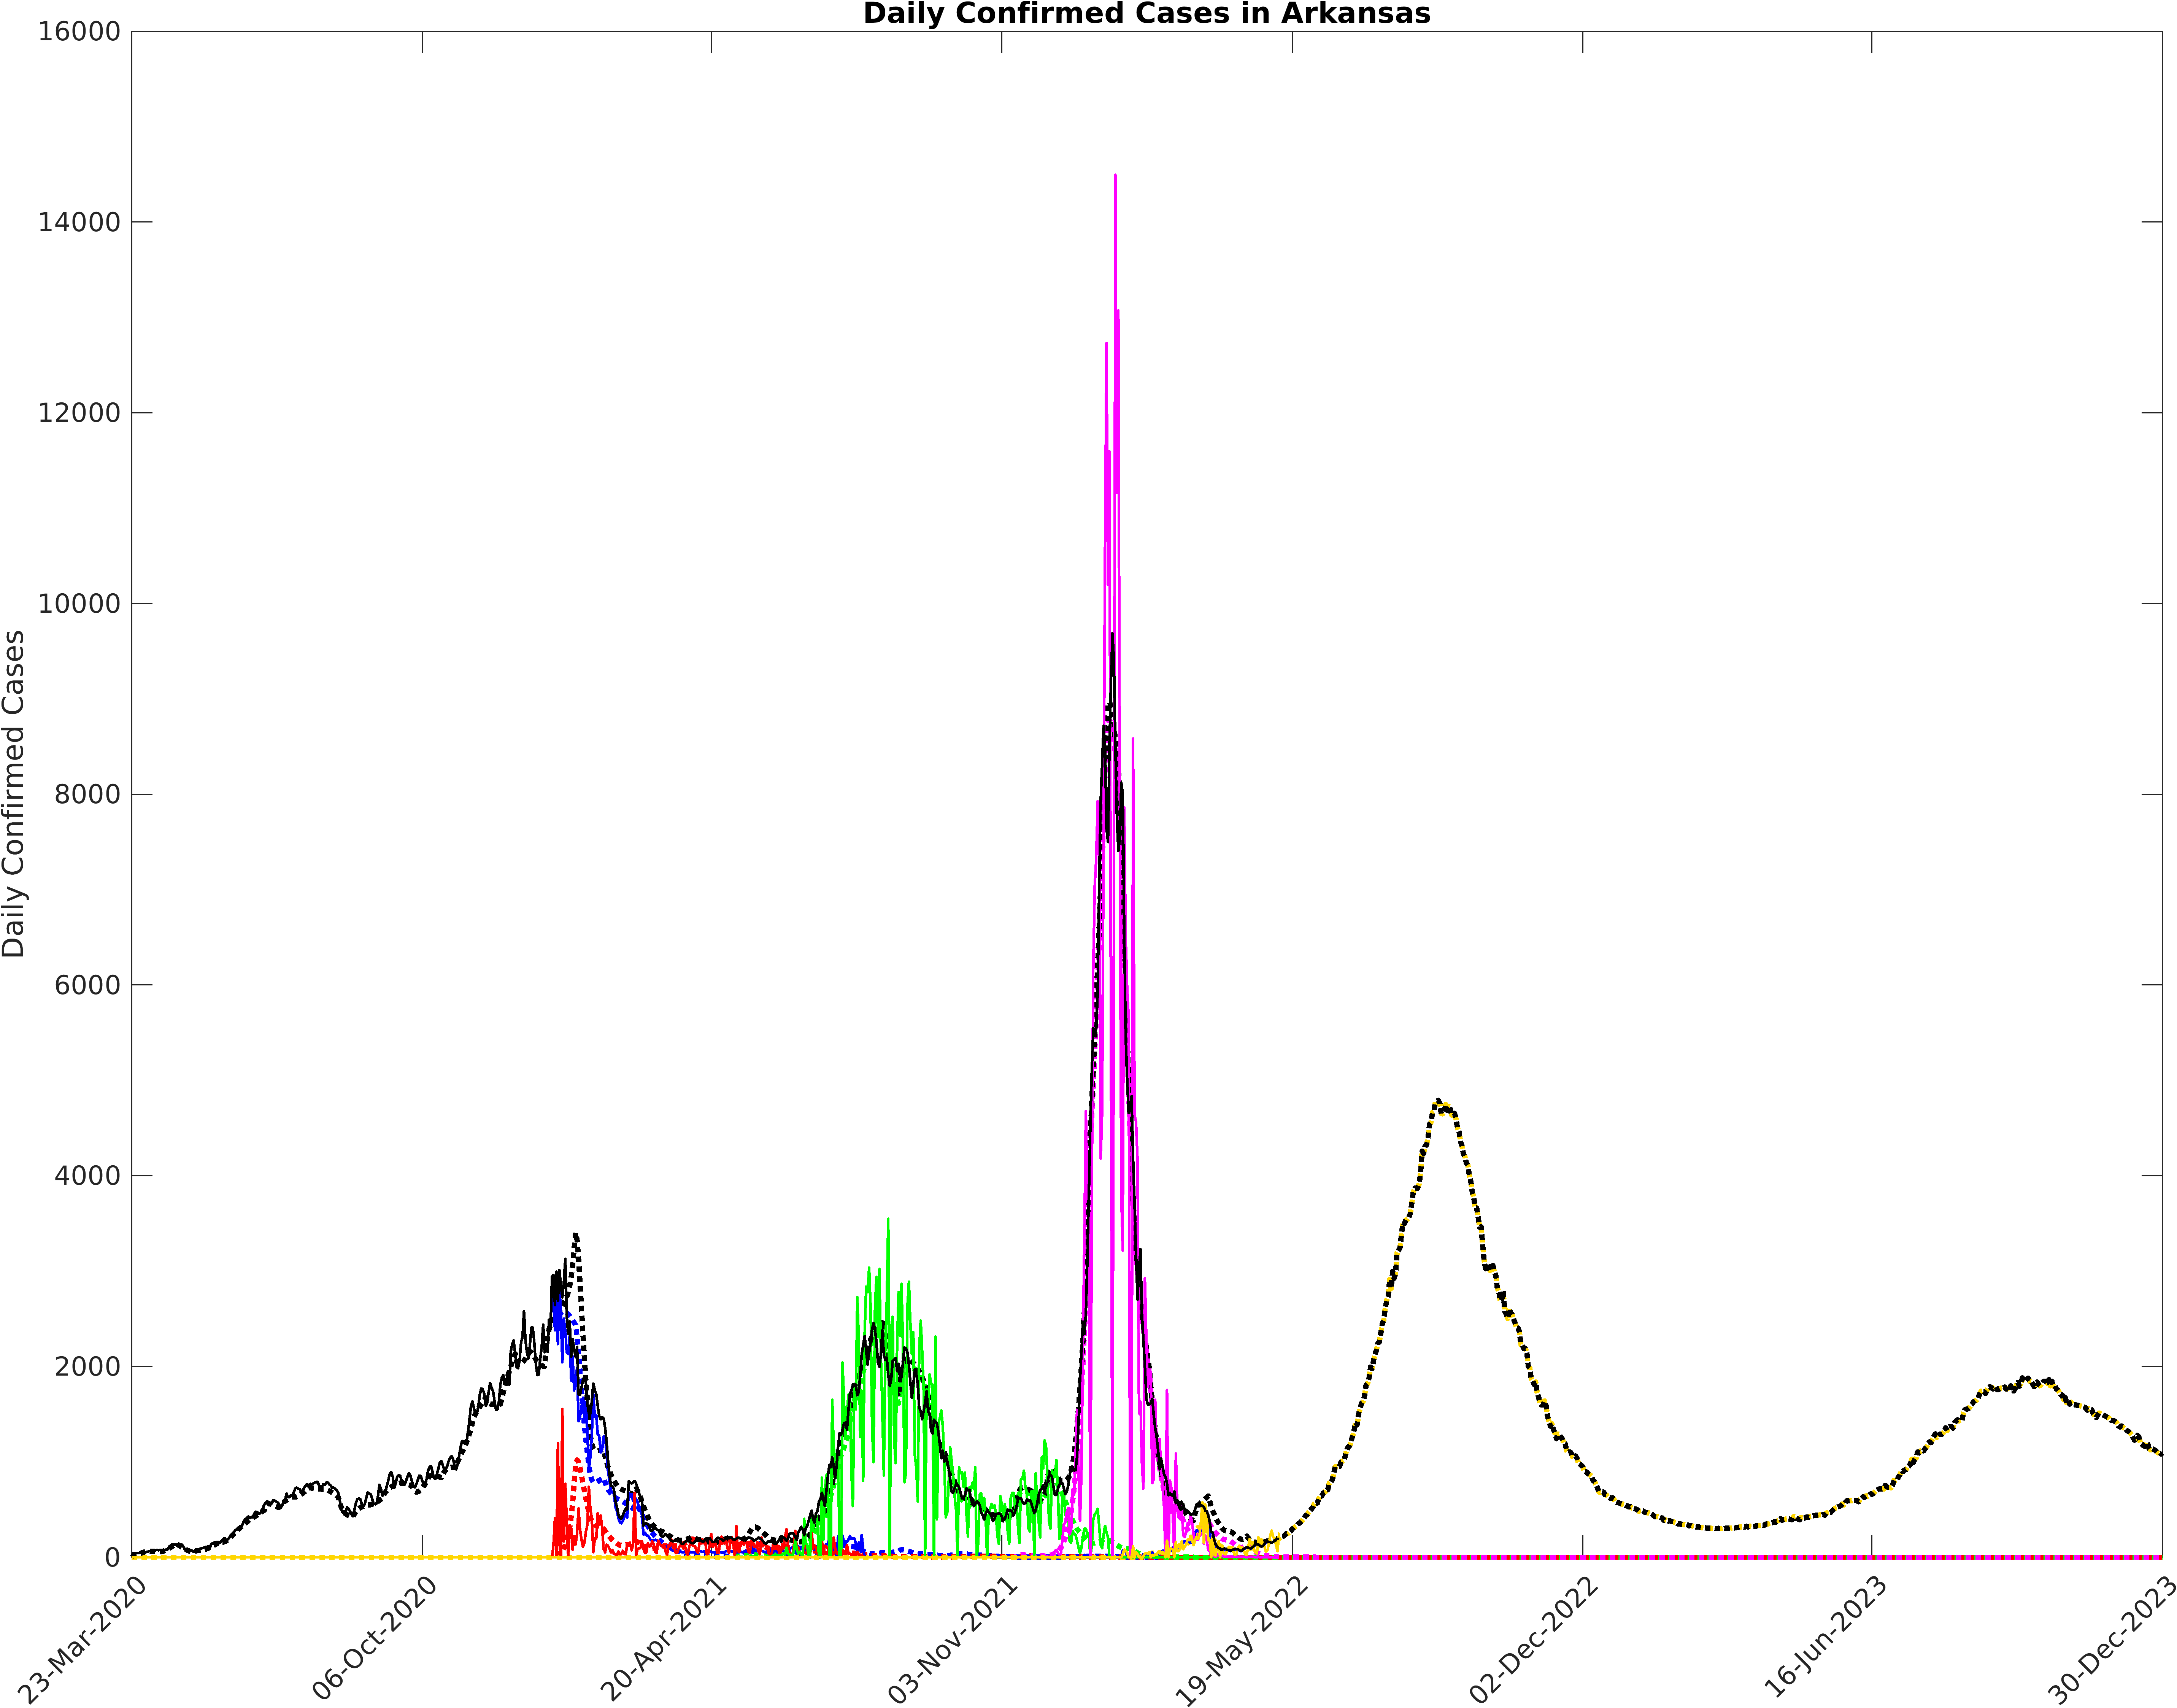 Daily Confirmed Cases in Arkansas
16000
14000
12000
10000
8000
6000
4000
2000
0
Daily Confirmed Cases
23-Mar-2020
06-Oct-2020
20-Apr-2021
03-Nov-2021
19-May-2022
02-Dec-2022
16-Jun-2023
30-Dec-2023